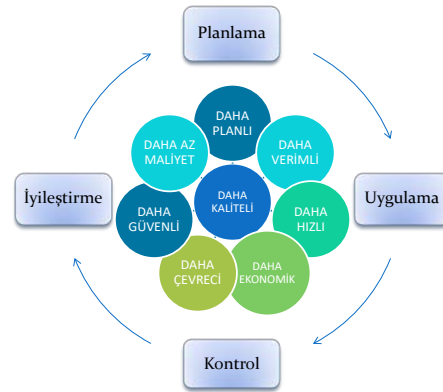 Planlama
DAHA
PLANLI
DAHA AZ
MALİYET
DAHA
VERİMLİ
İyileştirme
DAHA
KALİTELİ
Uygulama
DAHA
GÜVENLİ
DAHA
HIZLI
DAHA
ÇEVRECİ
DAHA
EKONOMİK
Kontrol